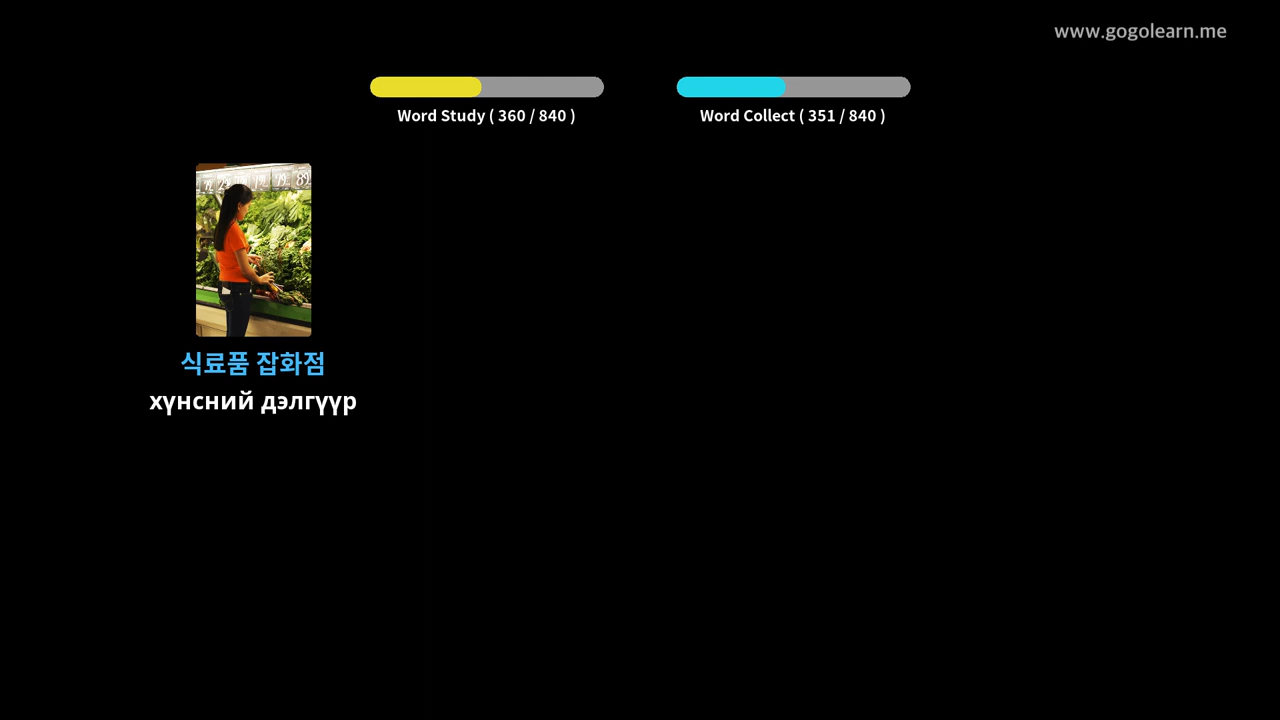 www.gogolearn.me
Word Study ( 360 / 840 )
Word Collect ( 351 / 840 )
식료품 잡화점
хүнсний дэлгүүр